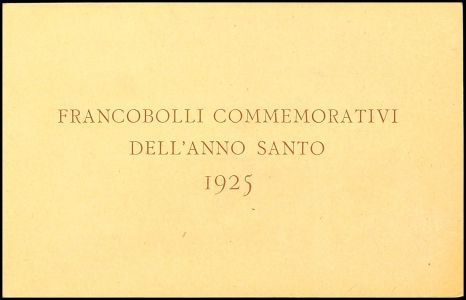 FRANCOBOLLI COMMEMORATIVI
DELL'ANNO SANTO
1925